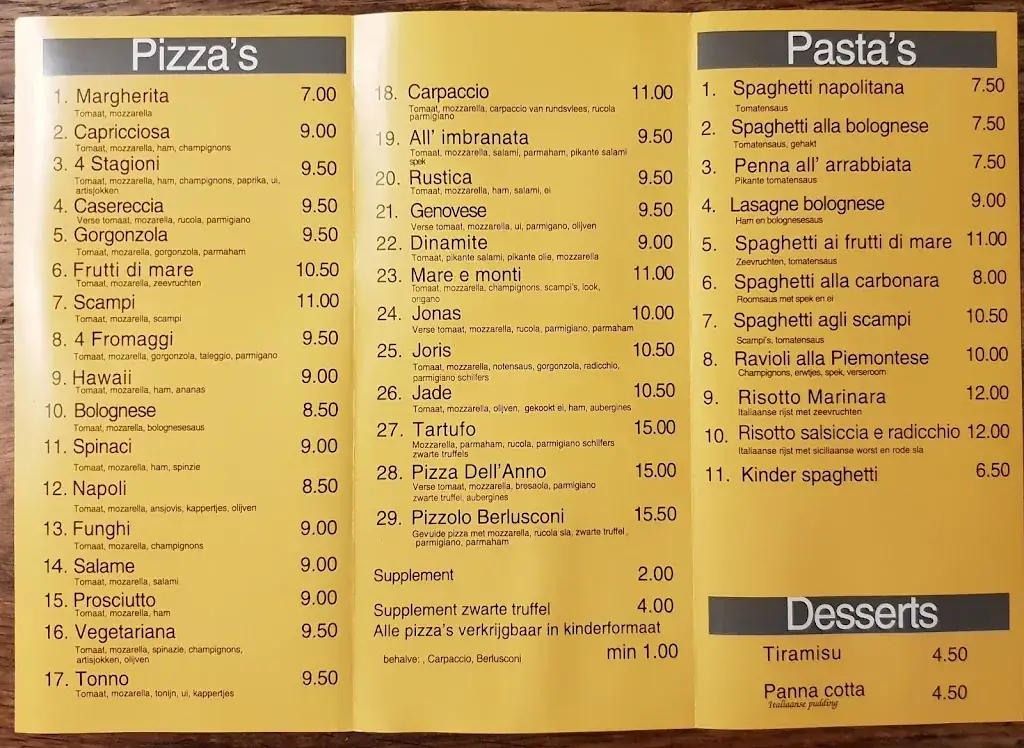 Pizza's
1. Margherita 7.00
Tomaat, mozzarella
2. Capricciosa 9.00
Tomaat, mozzarella, ham, champignons
3. 4 Stagioni 9.50
Tomaat, mozzarella, ham, champignons, paprika, ui,
artisjokken
4. Casereccia 9.50
Verse tomaat, mozarella, rucola, parmigiano
5. Gorgonzola 9.50
Tomaat, mozarella, gorgonzola, parmaham
6. Frutti di mare 10.50
Tomaat, mozarella, zeevruchten
7. Scampi 11.00
Tomaat, mozarella, scampi
8. 4 Fromaggi 9.50
Tomaat, mozarella, gorgonzola, taleggio, parmigano
9. Hawaii 9.00
Tomaat, mozarella, ham, ananas
10. Bolognese 8.50
Tomaat, mozarella, bolognesesaus
11. Spinaci 9.00
Tomaat, mozarella, ham, spinzie
12. Napoli 8.50
Tomaat, mozarella, ansjovis, kappertjes, olijven
13. Funghi 9.00
Tomaat, mozarella, champignons
14. Salame 9.00
Tomaat, mozarella, salami
15. Prosciutto 9.00
Tomaat, mozarella, ham
16. Vegetariana 9.50
Tomaat, mozarella, spinazie, champignons,
artisjokken, olijven
17. Tonno 9.50
Tomaat, mozarella, tonijn, ui, kappertjes
18. Carpaccio 11.00
Tomaat, mozzarella, carpaccio van rundsvlees, rucola
parmigiano
19. All' imbranata 9.50
Tomaat, mozzarella, salami, parmaham, pikante salami
spek
20. Rustica 9.50
Tomaat, mozzarella, ham, salami, ei
21. Genovese 9.50
Verse tomaat, mozzarella, ui, parmigano, olijven
22. Dinamite 9.00
Tomaat, pikante salami, pikante olie, mozzarella
23. Mare e monti 11.00
Tomaat, mozzarella, champignons, scampi's, look,
origano
24. Jonas 10.00
Verse tomaat, mozzarella, rucola, parmigiano, parmaham
25. Joris 10.50
Tomaat, mozzarella, notensaus, gorgonzola, radicchio,
parmigiano schilfers
26. Jade 10.50
Tomaat, mozzarella, olijven, gekookt ei, ham, aubergines
27. Tartufo 15.00
Mozzarella, parmaham, rucola, parmigiano schilfers
zwarte truffels
28. Pizza Dell'Anno 15.00
Verse tomaat, mozzarella, bresaola, parmigiano
zwarte truffel, aubergines
29. Pizzolo Berlusconi 15.50
Gevulde pizza met mozzarella, rucola sla, zwarte truffel,
parmigiano, parmaham
Supplement 2.00
Supplement zwarte truffel 4.00
Alle pizza's verkrijgbaar in kinderformaat
min 1.00
behalve: , Carpaccio, Berlusconi
Pasta's
1. Spaghetti napolitana 7.50
Tomatensaus
2. Spaghetti alla bolognese 7.50
Tomatensaus, gehakt
3. Penna all' arrabbiata 7.50
Pikante tomatensaus
4. Lasagne bolognese 9.00
Ham en bolognesesaus
5. Spaghetti ai frutti di mare 11.00
Zeevruchten, tomatensaus
6. Spaghetti alla carbonara 8.00
Roomsaus met spek en ei
7. Spaghetti agli scampi 10.50
Scampi's, tomatensaus
8. Ravioli alla Piemontese 10.00
Champignons, erwtjes, spek, verseroom
9. Risotto Marinara 12.00
Italiaanse rijst met zeevruchten
10. Risotto salsiccia e radicchio 12.00
Italiaanse rijst met siciliaanse worst en rode sla
11. Kinder spaghetti 6.50
Desserts
Tiramisu 4.50
Panna cotta 4.50
Italiaanse pudding